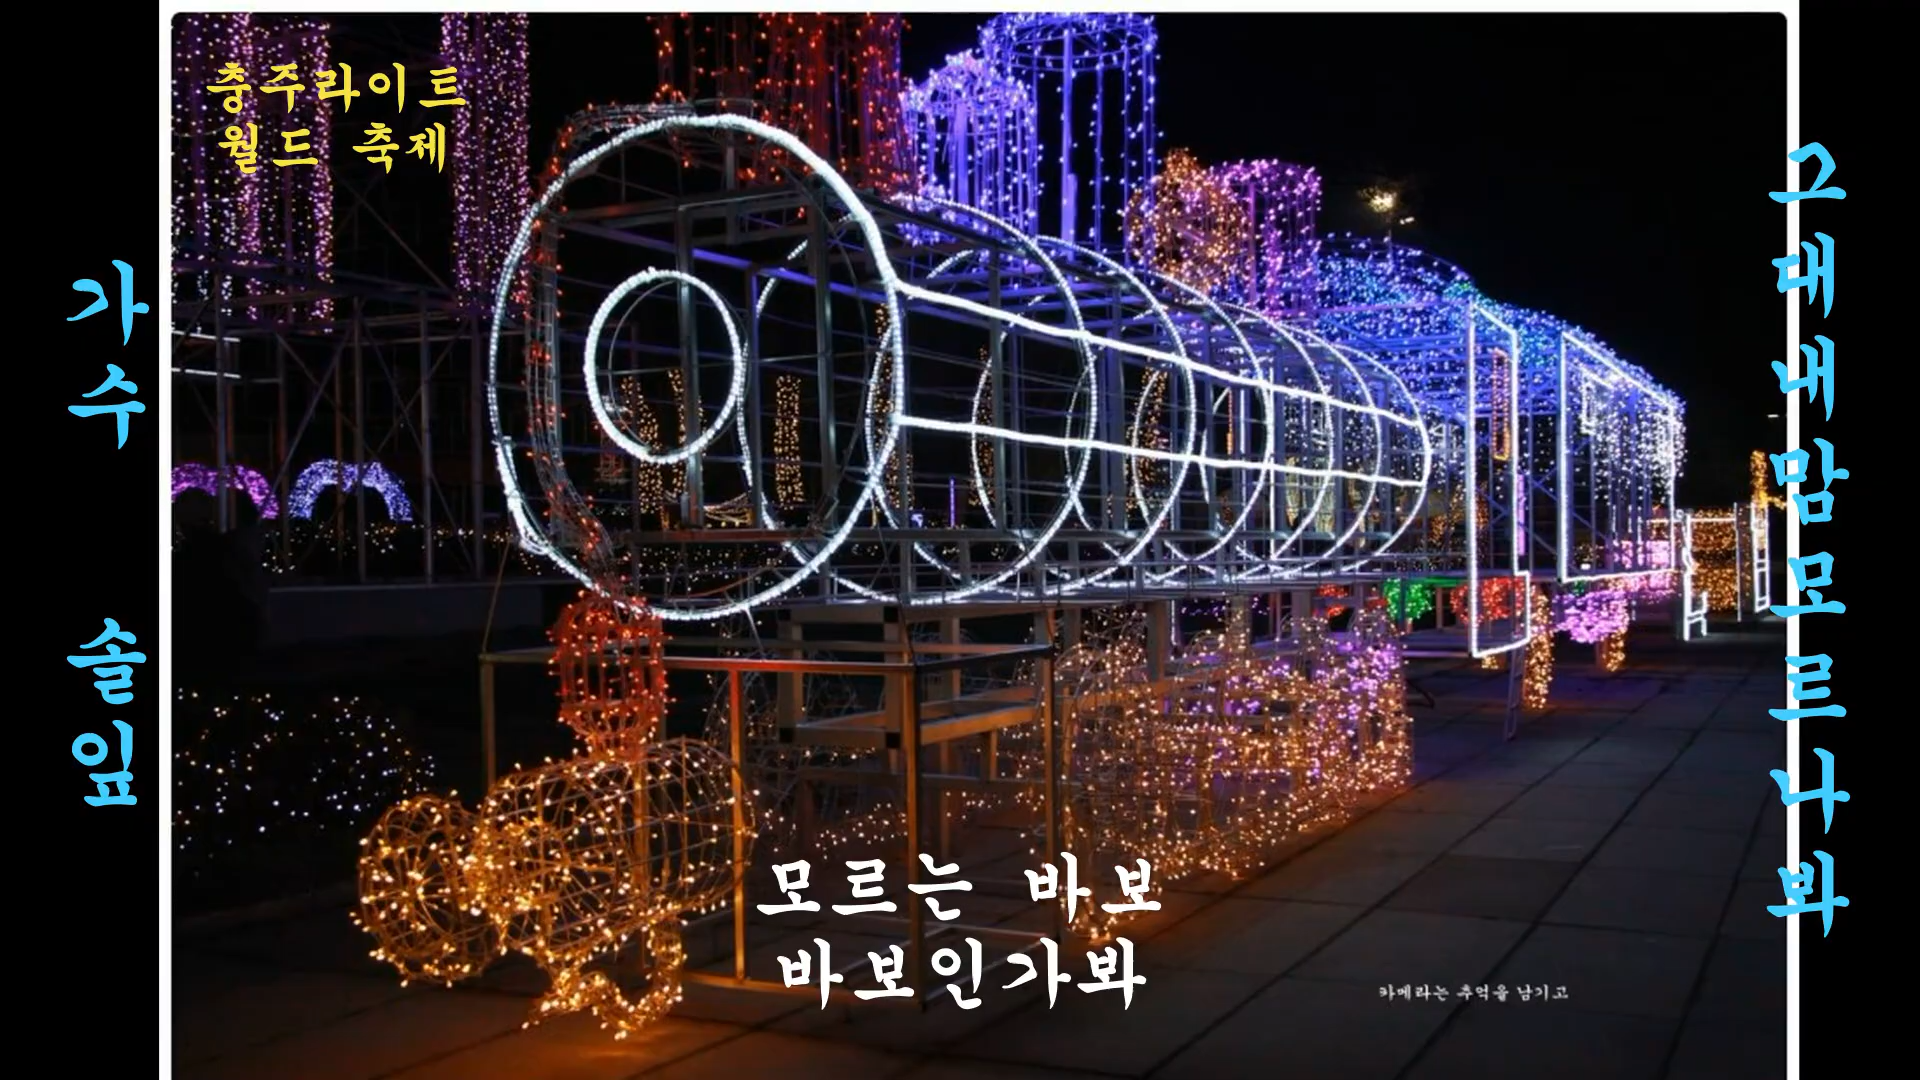 충주라이트
월드 축제
가수 솔잎
그대내맘모르나봐
모르는 바보
바보인가봐
카메라는 추억을 남기고